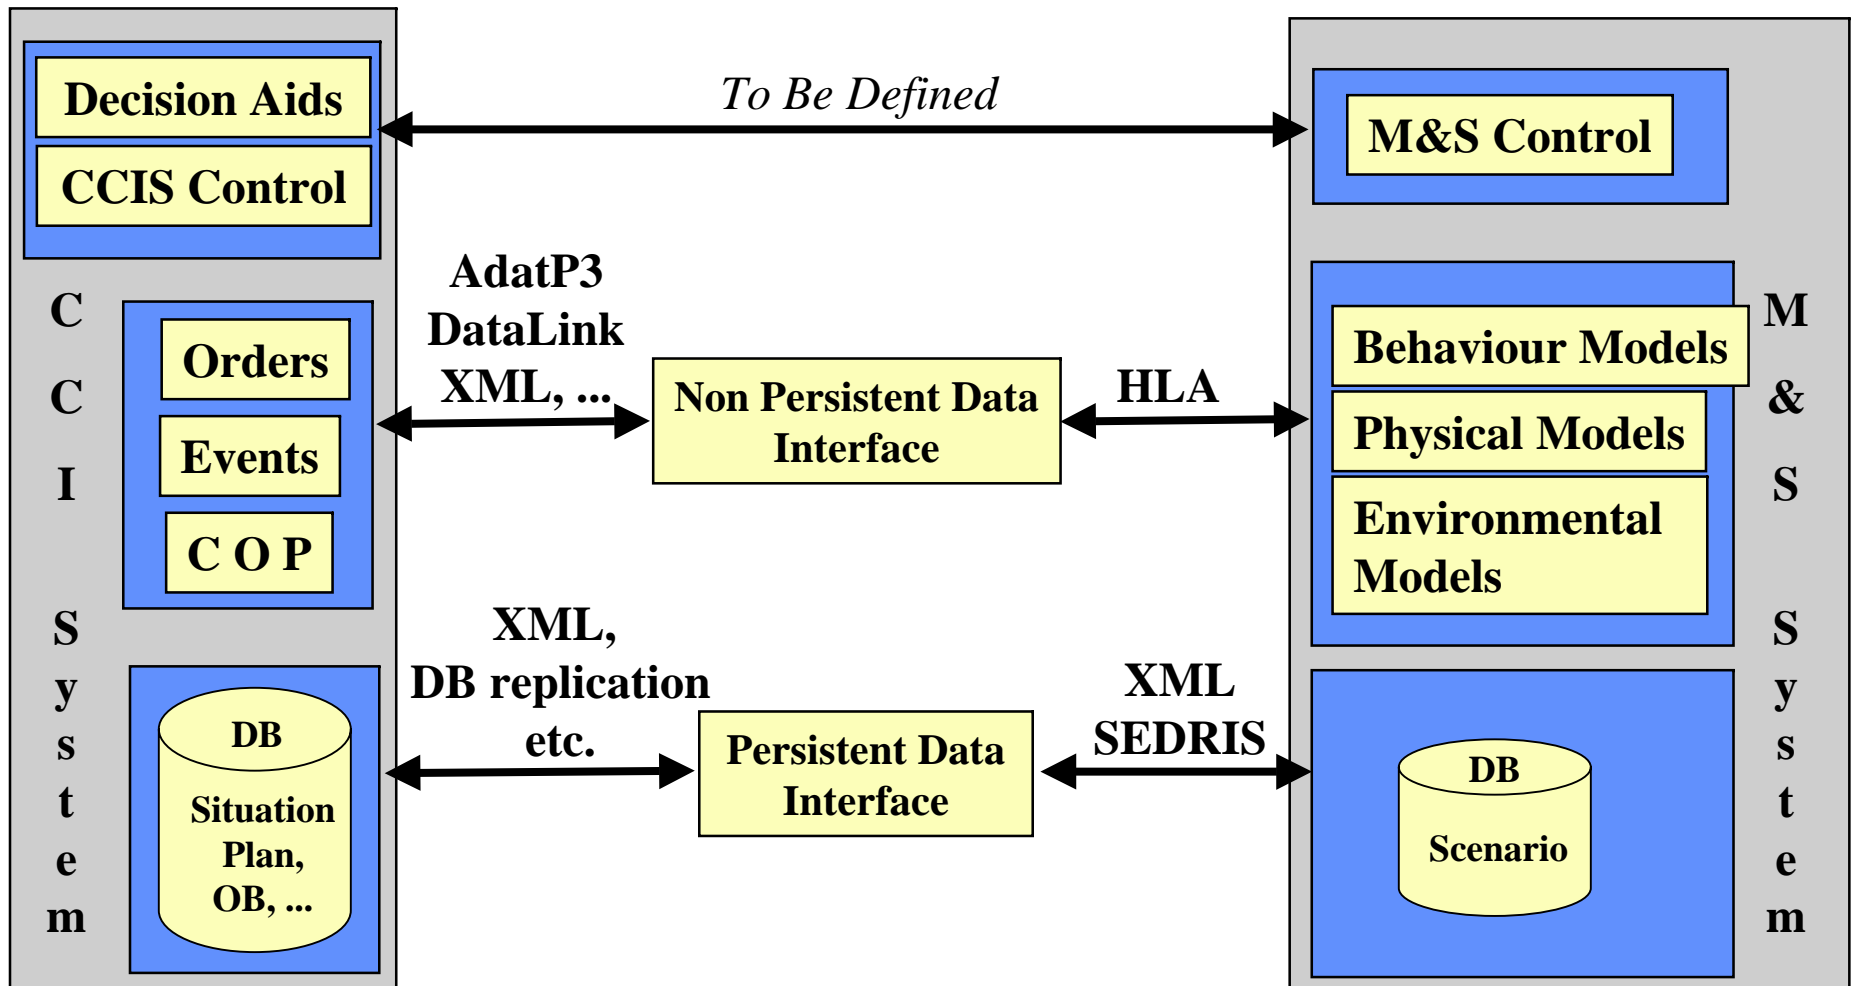 Decision Aids
CCIS Control
To Be Defined
M&S Control
C
C
I
S
y
s
t
e
m
Orders
Events
C O P
AdatP3
DataLink
XML, ...
Non Persistent Data
Interface
HLA
Behaviour Models
Physical Models
Environmental
Models
M
&
S
S
y
s
t
e
m
DB
Situation
Plan,
OB, ...
XML,
DB replication
etc.
Persistent Data
Interface
XML
SEDRIS
DB
Scenario